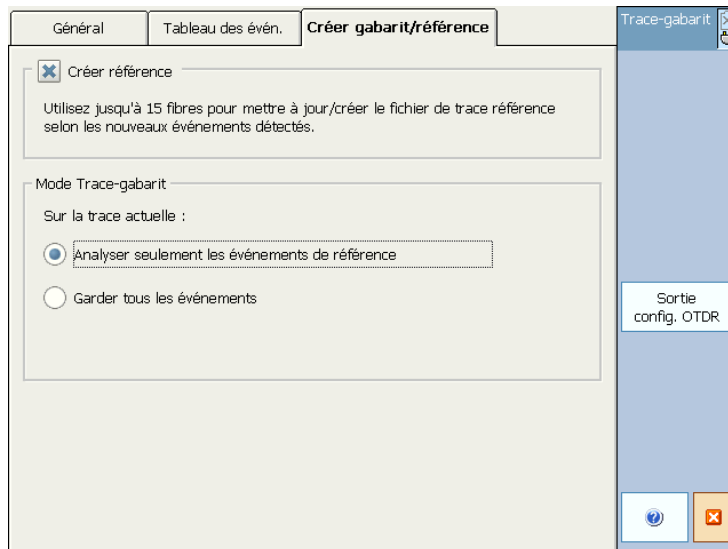 Général
Tableau des évén.
Créer gabarit/référence
Trace-gabarit
Créer référence
Utilisez jusqu'à 15 fibres pour mettre à jour/créer le fichier de trace référence
selon les nouveaux événements détectés.
Mode Trace-gabarit
Sur la trace actuelle :
Analyser seulement les événements de référence
Garder tous les événements
Sortie
config. OTDR